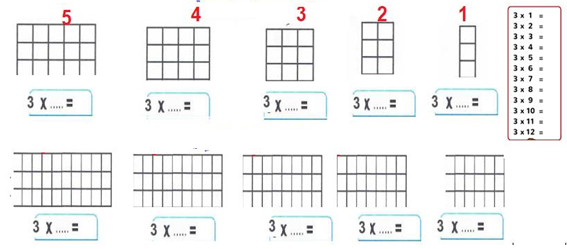 5 4 3 2 1
3 x ..... =
3 x ..... =
3 x ..... =
3 x ..... =
3 x ..... =
3 x 1 =
3 x 2 =
3 x 3 =
3 x 4 =
3 x 5 =
3 x 6 =
3 x 7 =
3 x 8 =
3 x 9 =
3 x 10 =
3 x 11 =
3 x 12 =
3 x ..... =
3 x ..... =
3 x ..... =
3 x ..... =
3 x ..... =